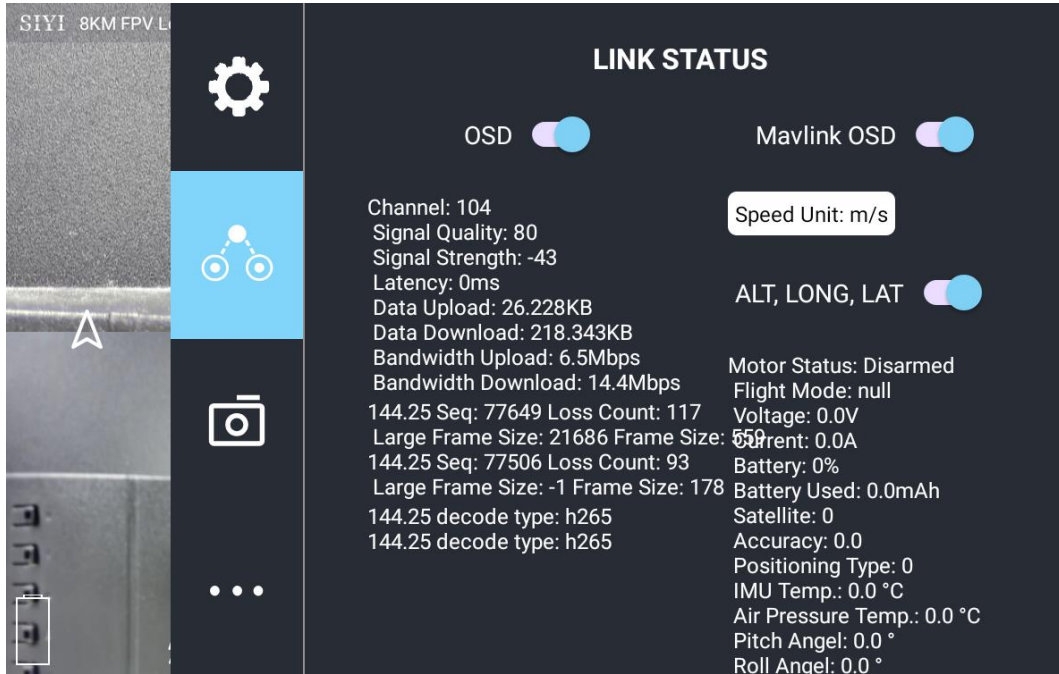 SIYI 8KM FPV L
LINK STATUS
OSD
Mavlink OSD
Channel: 104
Signal Quality: 80
Signal Strength: -43
Latency: 0ms
Data Upload: 26.228KB
Data Download: 218.343KB
Bandwidth Upload: 6.5Mbps
Bandwidth Download: 14.4Mbps
144.25 Seq: 77649 Loss Count: 117
Large Frame Size: 21686 Frame Size: 559
144.25 Seq: 77506 Loss Count: 93
Large Frame Size: -1 Frame Size: 178
144.25 decode type: h265
144.25 decode type: h265
Speed Unit: m/s
ALT, LONG, LAT
Motor Status: Disarmed
Flight Mode: null
Voltage: 0.0V
Current: 0.0A
Battery: 0%
Battery Used: 0.0mAh
Satellite: 0
Accuracy: 0.0
Positioning Type: 0
IMU Temp.: 0.0 °C
Air Pressure Temp.: 0.0 °C
Pitch Angel: 0.0 °
Roll Angel: 0.0 °